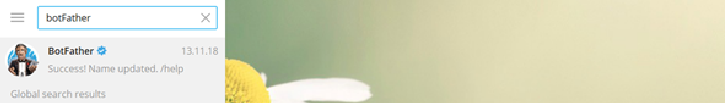 botFather
BotFather 13.11.18
Success! Name updated. /help
Global search results